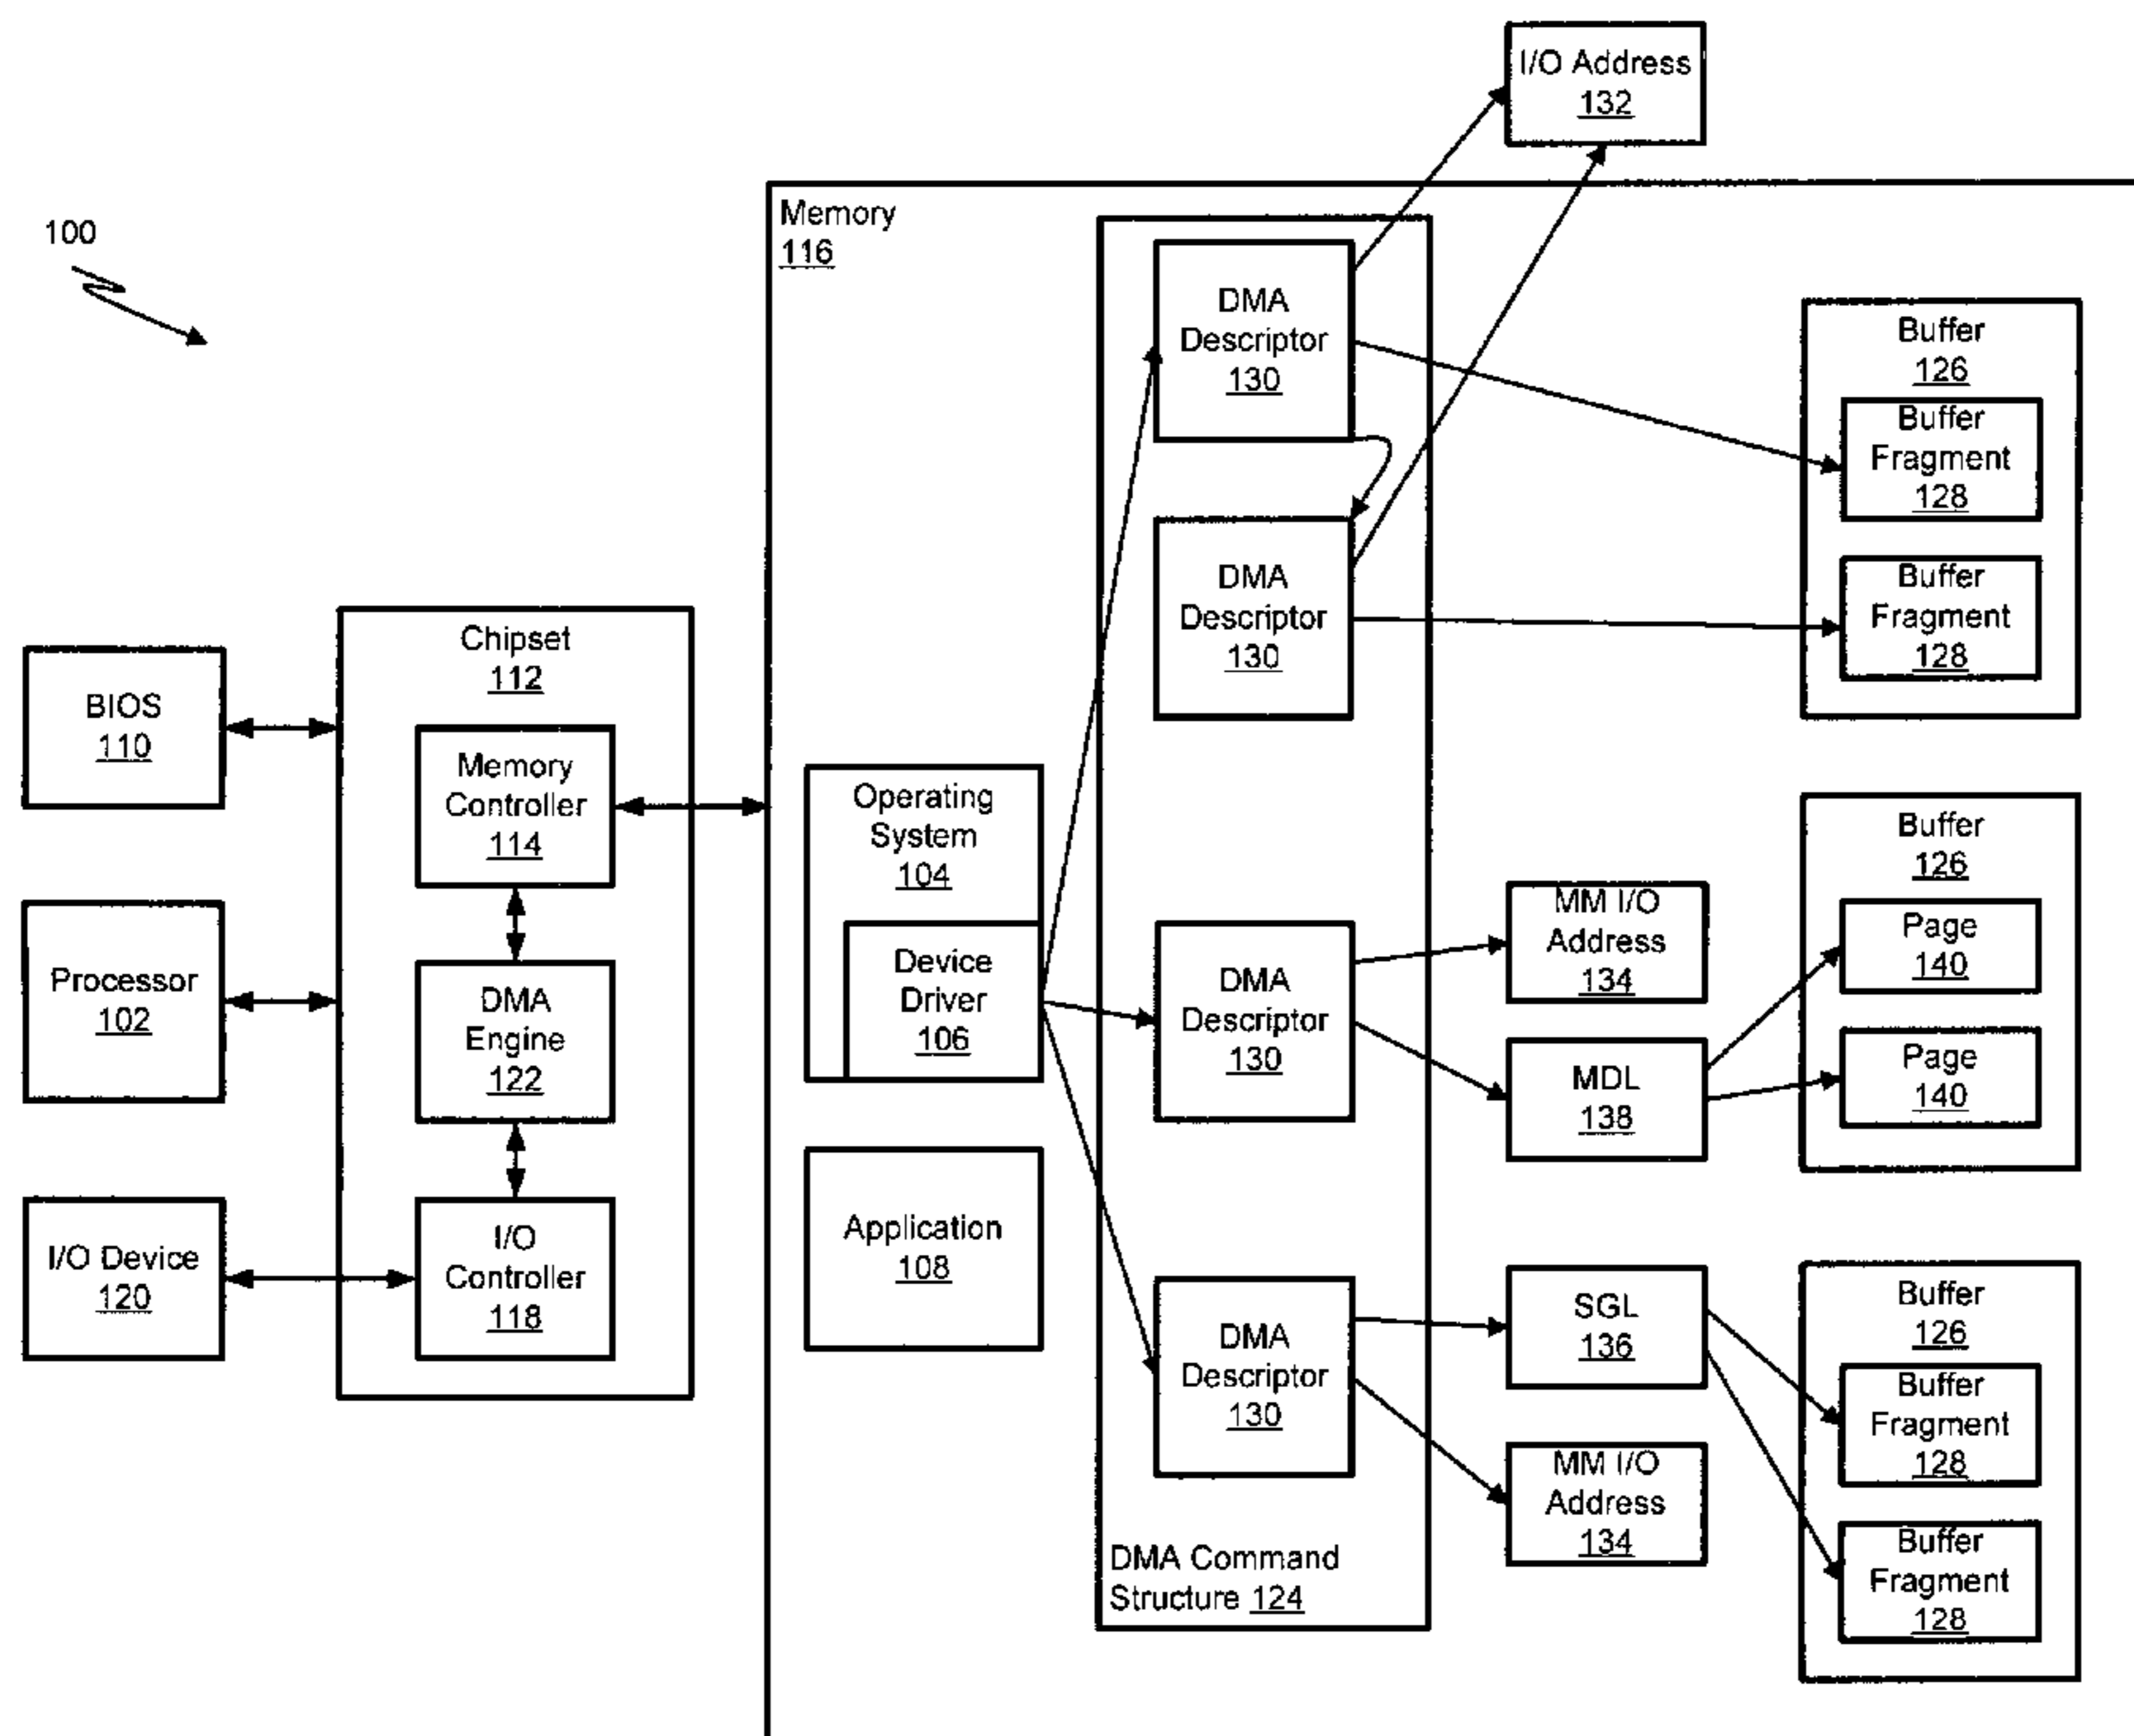 I/O Address
132
100
Memory
116
DMA
Descriptor
130
Buffer
126
Buffer
Fragment
128
DMA
Descriptor
130
Buffer
Fragment
128
Chipset
112
BIOS
110
Memory
Controller
114
Operating
System
104
Device
Driver
106
Processor
102
DMA
Engine
122
DMA
Descriptor
130
MM I/O
Address
134
MDL
138
Buffer
126
Page
140
Page
140
I/O Device
120
I/O
Controller
118
Application
108
DMA
Descriptor
130
SGL
136
MM I/O
Address
134
Buffer
126
Buffer
Fragment
128
Buffer
Fragment
128
DMA Command
Structure 124